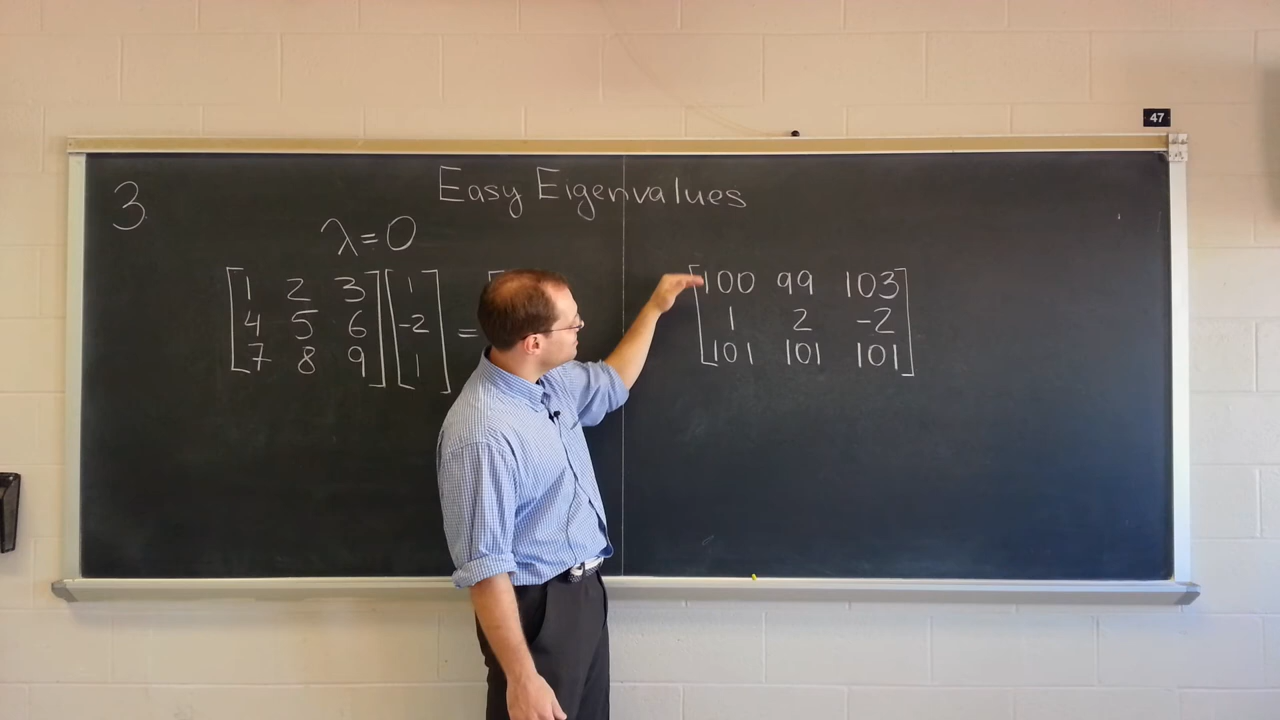 47
Easy Eigenvalues
3
λ=0
[1 2 3] [1] = [
[4 5 6] [-2]
[7 8 9] [1]
[100 99 103]
[1 2 -2]
[101 101 101]